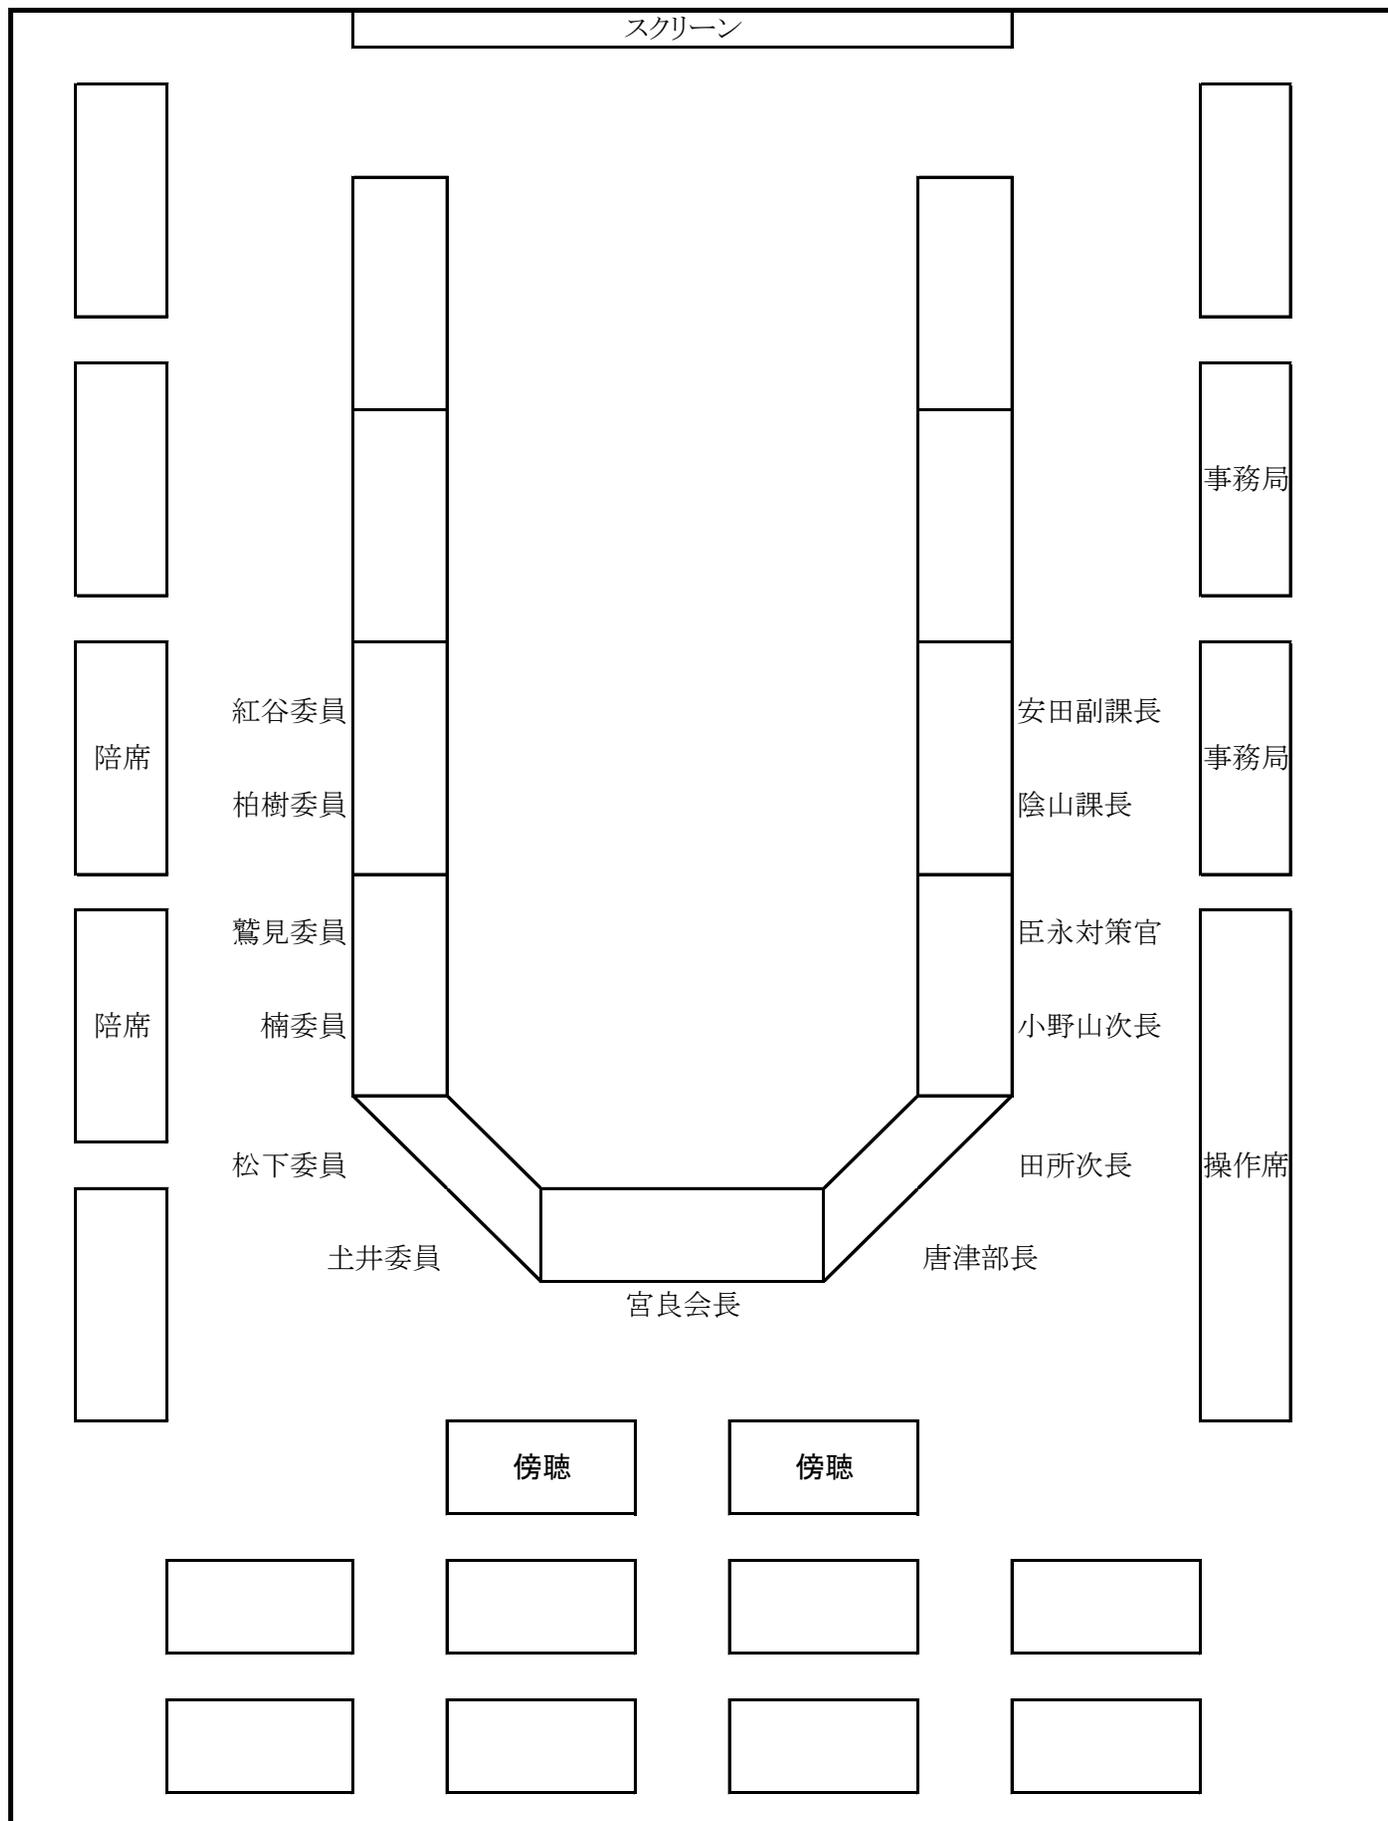 スクリーン
事務局
紅谷委員
安田副課長
陪席
事務局
柏樹委員
陰山課長
鷲見委員
臣永対策官
陪席
楠委員
小野山次長
松下委員
田所次長
操作席
土井委員
唐津部長
宮良会長
傍聴
傍聴